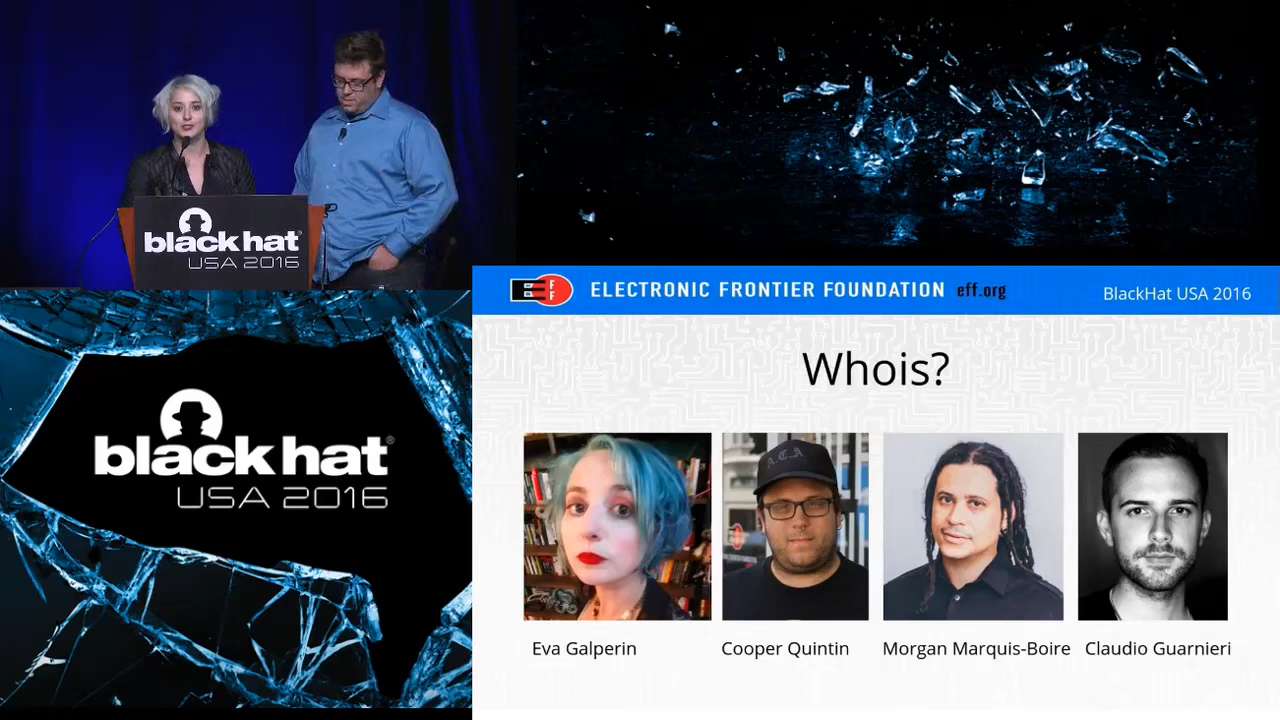 black hat
USA 2016
black hat®
USA 2016
EFF
ELECTRONIC FRONTIER FOUNDATION eff.org
BlackHat USA 2016
Whois?
A.C.A
Eva Galperin
Cooper Quintin
Morgan Marquis-Boire
Claudio Guarnieri